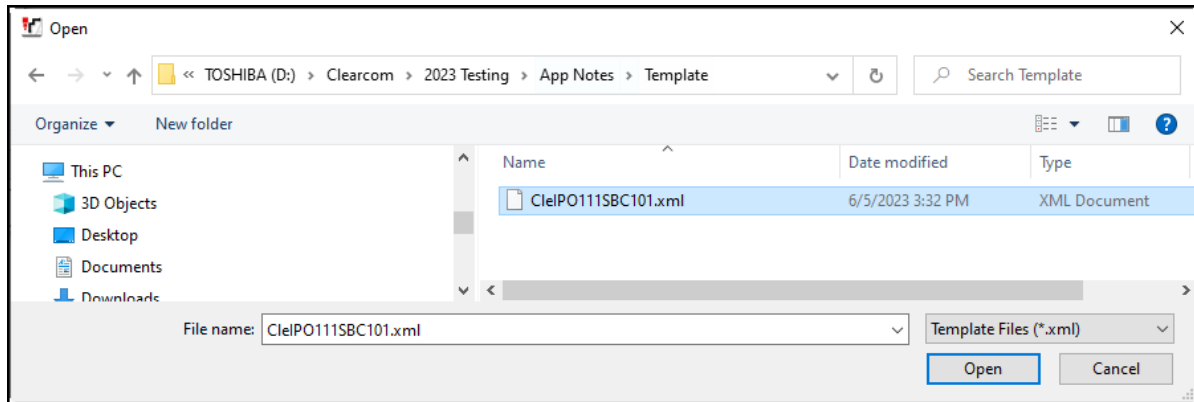 Open
« TOSHIBA (D:) > Clearcom > 2023 Testing > App Notes > Template
Search Template
Organize
New folder
This PC
3D Objects
Desktop
Documents
Downloads
Name
Date modified
Type
CleIPO111SBC101.xml
6/5/2023 3:32 PM
XML Document
File name:
CleIPO111SBC101.xml
Template Files (*.xml)
Open
Cancel